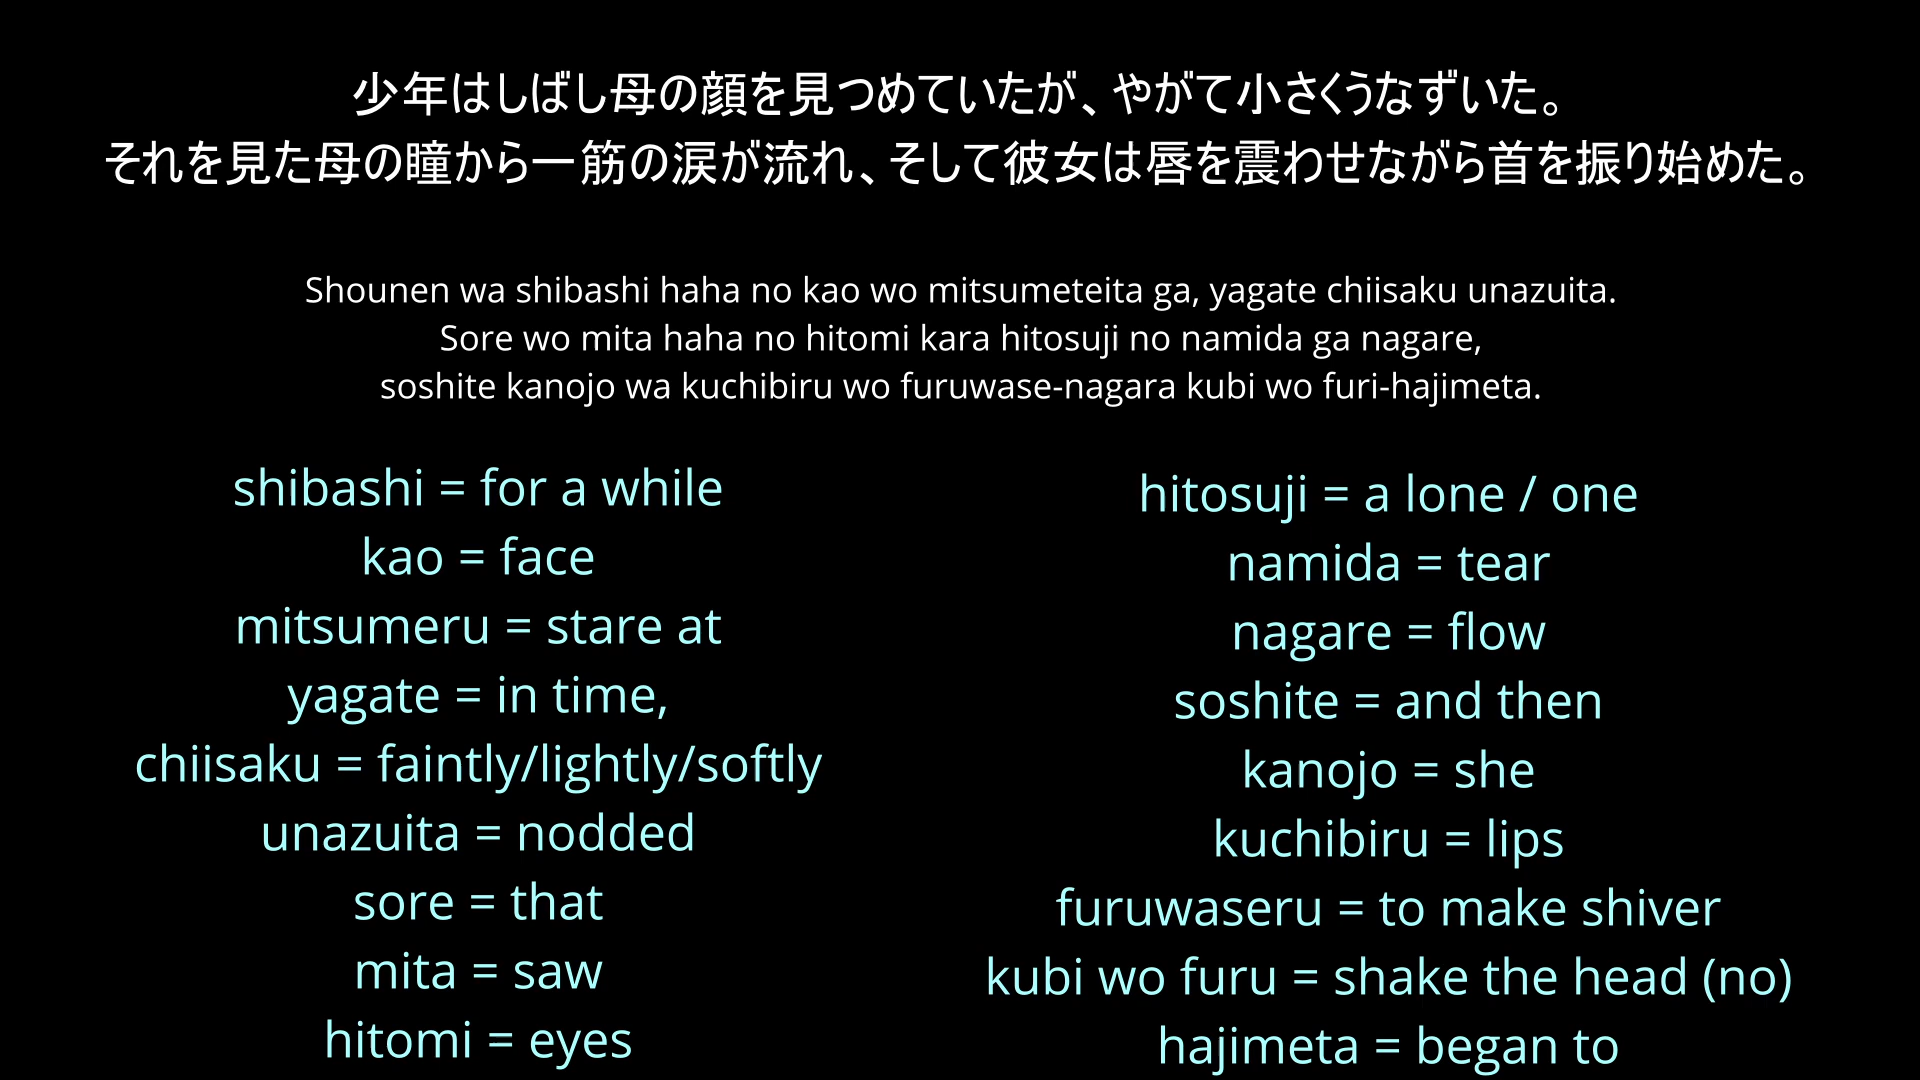 少年はしばし母の顔を見つめていたが、やがて小さくうなずいた。
それを見た母の瞳から一筋の涙が流れ、そして彼女は唇を震わせながら首を振り始めた。
Shounen wa shibashi haha no kao wo mitsumeteita ga, yagate chiisaku unazuita.
Sore wo mita haha no hitomi kara hitosuji no namida ga nagare,
soshite kanojo wa kuchibiru wo furuwase-nagara kubi wo furi-hajimeta.
shibashi = for a while
kao = face
mitsumeru = stare at
yagate = in time,
chiisaku = faintly/lightly/softly
unazuita = nodded
sore = that
mita = saw
hitomi = eyes
hitosuji = a lone / one
namida = tear
nagare = flow
soshite = and then
kanojo = she
kuchibiru = lips
furuwaseru = to make shiver
kubi wo furu = shake the head (no)
hajimeta = began to